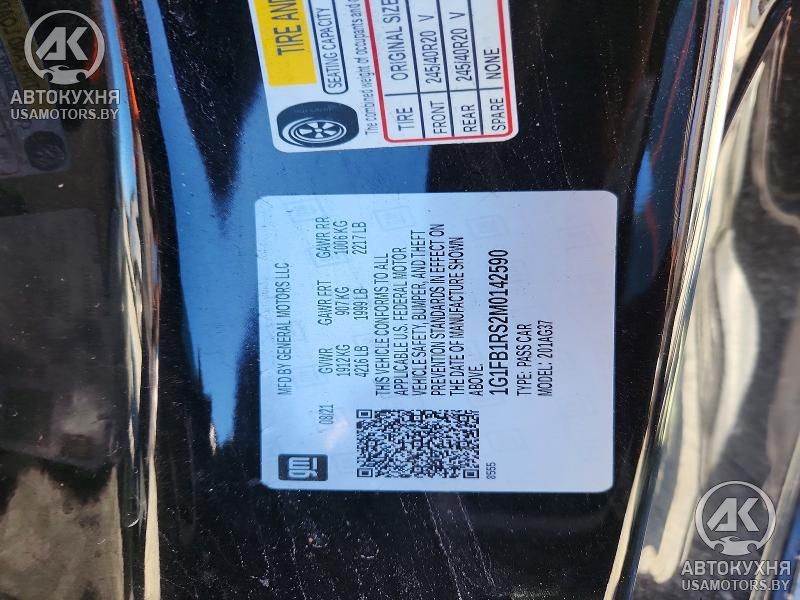 TIRE AND
SEATING CAPACITY
The combined weight of occupants and
TIRE ORIGINAL SIZE
FRONT 245/40R20 V
REAR 245/40R20 V
SPARE NONE
gm
MFD BY GENERAL MOTORS LLC
08/21 GVWR GAWR FRT GAWR RR
1912 KG 907 KG 1006 KG
4215 LB 1999 LB 2217 LB
THIS VEHICLE CONFORMS TO ALL
APPLICABLE U.S. FEDERAL MOTOR
VEHICLE SAFETY, BUMPER, AND THEFT
PREVENTION STANDARDS IN EFFECT ON
THE DATE OF MANUFACTURE SHOWN
ABOVE.
1G1FB1RS2M0142590
TYPE: PASS CAR
MODEL: 201AG37
8555
АК
АВТОКУХНЯ
USAMOTORS.BY
АК
АВТОКУХНЯ
USAMOTORS.BY